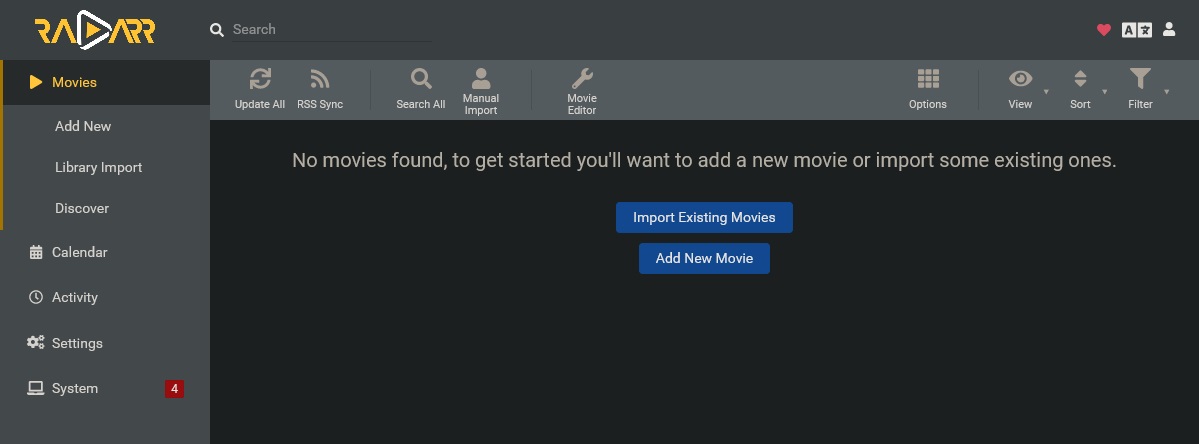 RADARR
Search
A文
Movies
Add New
Library Import
Discover
Calendar
Activity
Settings
System 4
Update All
RSS Sync
Search All
Manual
Import
Movie
Editor
Options
View
Sort
Filter
No movies found, to get started you'll want to add a new movie or import some existing ones.
Import Existing Movies
Add New Movie